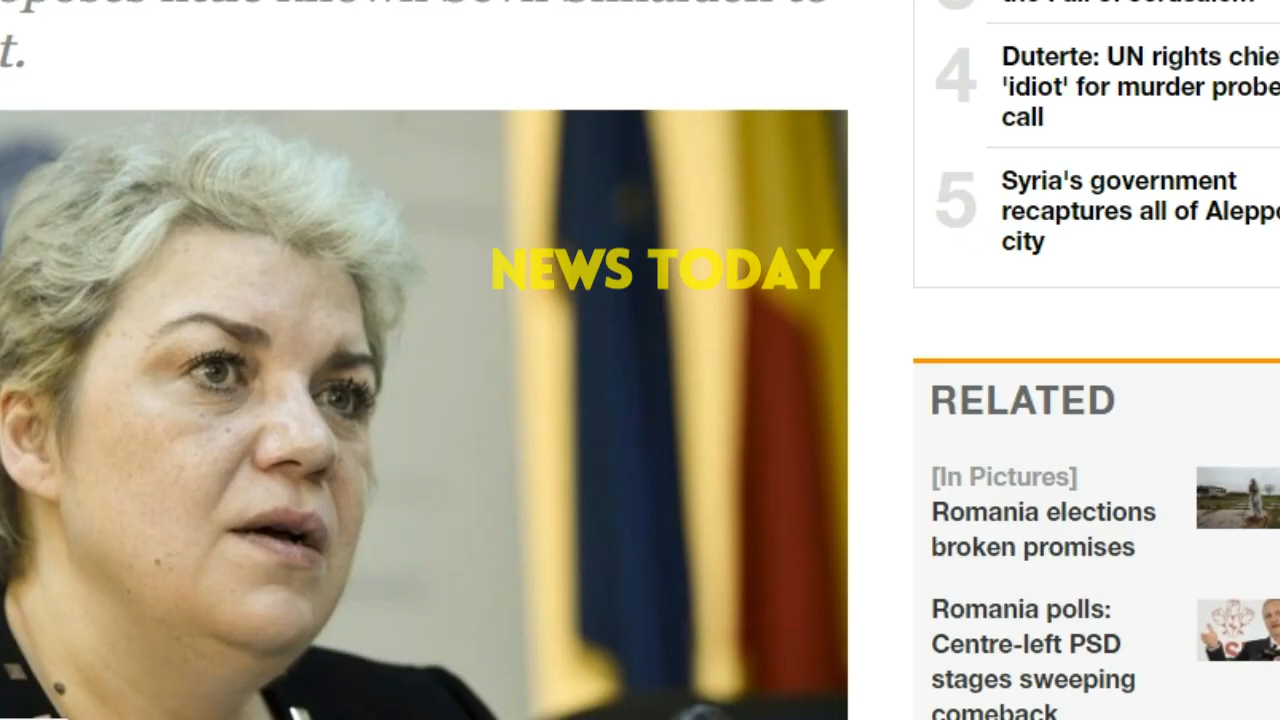 t.
NEWS TODAY
4
Duterte: UN rights chie
'idiot' for murder probe
call
5
Syria's government
recaptures all of Aleppo
city
RELATED
[In Pictures]
Romania elections
broken promises
Romania polls:
Centre-left PSD
stages sweeping
comeback